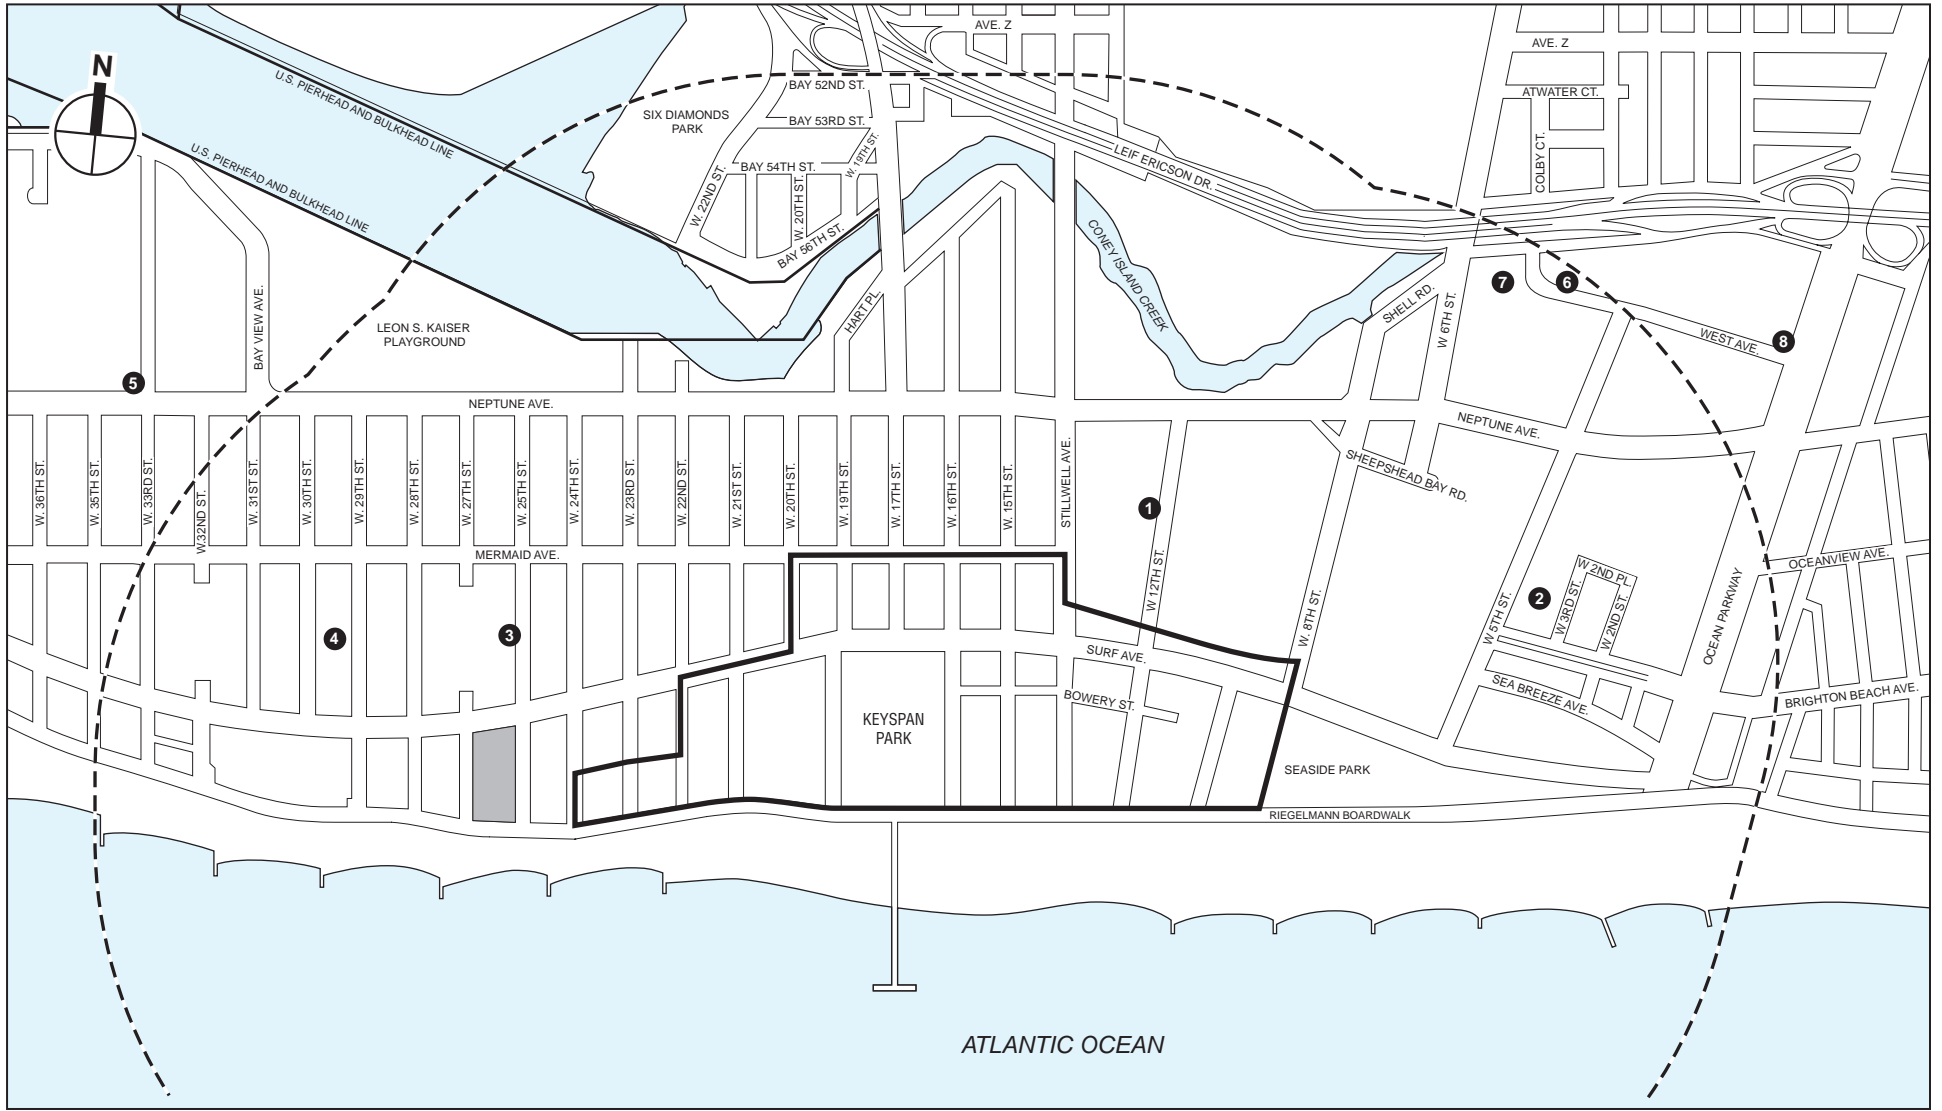 AVE. Z
AVE. Z
N
U.S. PIERHEAD AND BULKHEAD LINE
BAY 52ND ST.
ATWATER CT.
SIX DIAMONDS
PARK
BAY 53RD ST.
W. 19TH ST.
COLBY CT.
U.S. PIERHEAD AND BULKHEAD LINE
BAY 54TH ST.
LEIF ERICSON DR.
W. 22ND ST.
W. 20TH ST.
BAY 56TH ST.
CONEY ISLAND CREEK
7
6
HART PL.
SHELL RD.
W 6TH ST.
BAY VIEW AVE.
LEON S. KAISER
PLAYGROUND
WEST AVE.
8
5
NEPTUNE AVE.
NEPTUNE AVE.
W. 36TH ST.
W. 35TH ST.
W. 33RD ST.
W.32ND ST.
W. 31ST ST.
W. 30TH ST.
W. 29TH ST.
W. 28TH ST.
W. 27TH ST.
W. 25TH ST.
W. 24TH ST.
W. 23RD ST.
W. 22ND ST.
W. 21ST ST.
W. 20TH ST.
W. 19TH ST.
W. 17TH ST.
W. 16TH ST.
W. 15TH ST.
STILLWELL AVE.
1
SHEEPSHEAD BAY RD.
MERMAID AVE.
OCEANVIEW AVE.
W 12TH ST.
W 2ND PL.
W. 8TH ST.
W 5TH ST.
2
W 3RD ST.
W 2ND ST.
OCEAN PARKWAY
4
3
SURF AVE.
SEA BREEZE AVE.
BRIGHTON BEACH AVE.
BOWERY ST.
KEYSPAN
PARK
SEASIDE PARK
RIEGELMANN BOARDWALK
ATLANTIC OCEAN